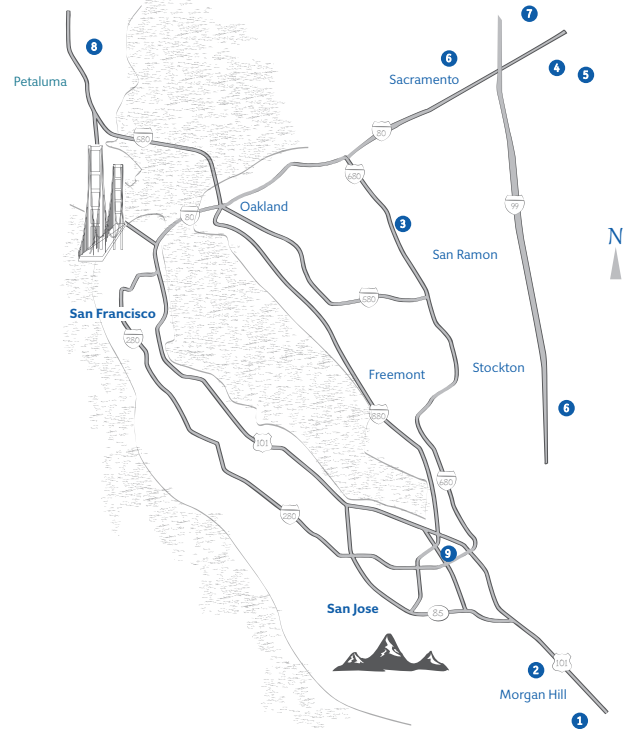 7
8
6
Sacramento
4
5
Petaluma
80
680
680
99
Oakland
80
3
N
San Ramon
680
San Francisco
280
Stockton
Freemont
6
880
101
680
280
9
San Jose
85
101
2
Morgan Hill
1